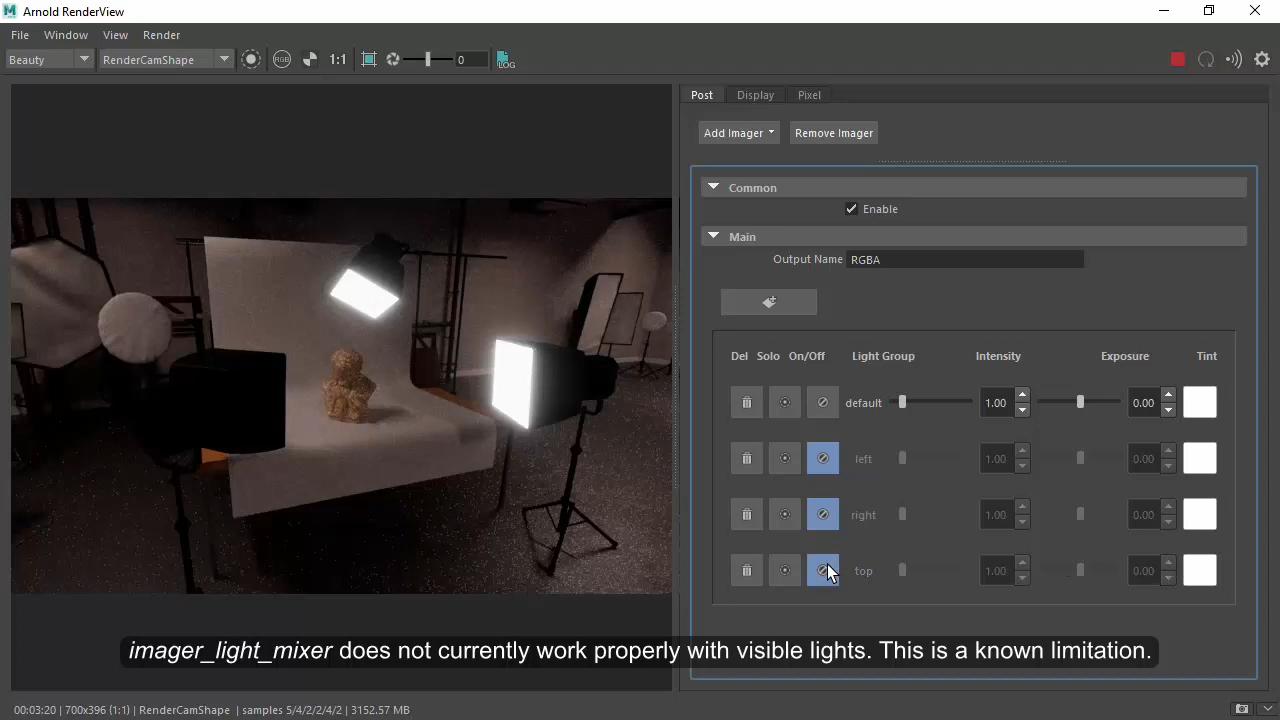 Arnold RenderView
File Window View Render
Beauty RenderCamShape RGB 1:1 0 LOG
Post Display Pixel
Add Imager Remove Imager
Common
Enable
Main
Output Name RGBA
Del Solo On/Off Light Group Intensity Exposure Tint
default 1.00 0.00
left 1.00 0.00
right 1.00 0.00
top 1.00 0.00
imager_light_mixer does not currently work properly with visible lights. This is a known limitation.
00:03:20 | 700x396 (1:1) | RenderCamShape | samples 5/4/2/2/4/2 | 3152.57 MB